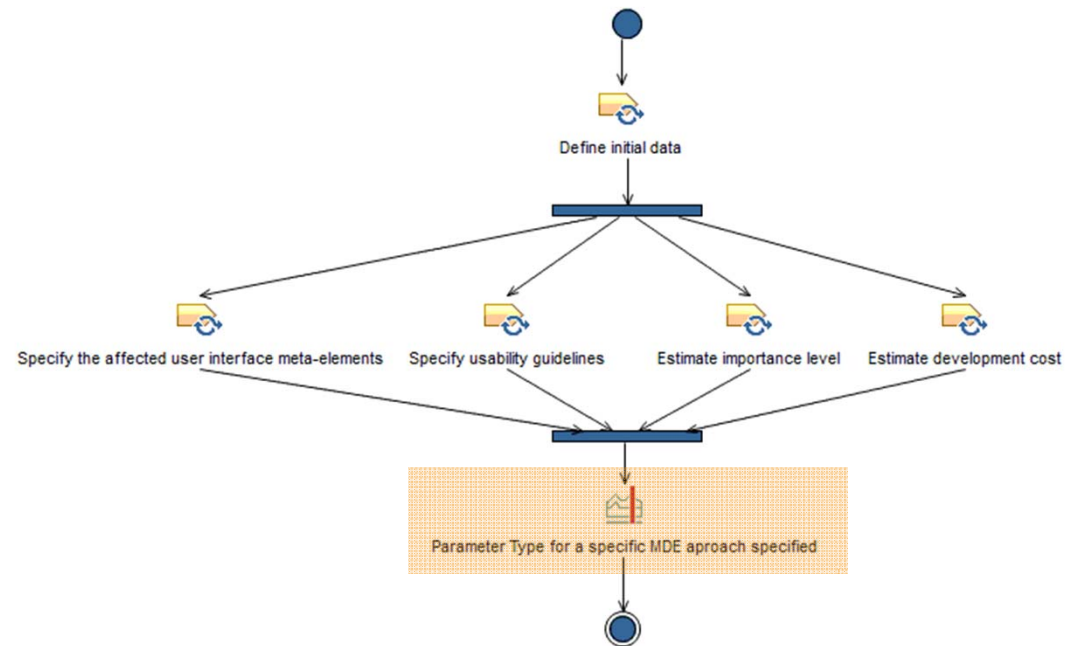 Define initial data
Specify the affected user interface meta-elements
Specify usability guidelines
Estimate importance level
Estimate development cost
Parameter Type for a specific MDE aproach specified